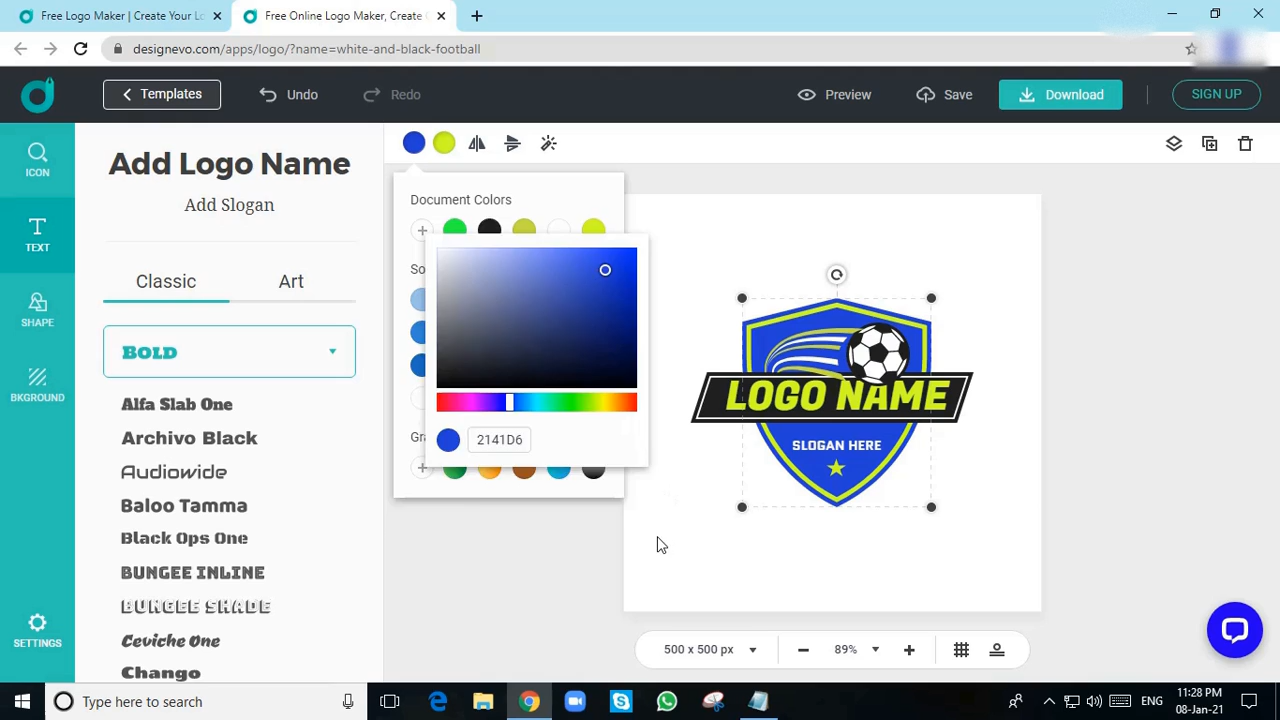 Free Logo Maker | Create Your Lo
Free Online Logo Maker, Create
designevo.com/apps/logo/?name=white-and-black-football
Templates
Undo
Redo
Preview
Save
Download
SIGN UP
ICON
TEXT
SHAPE
BKGROUND
SETTINGS
Add Logo Name
Add Slogan
Classic
Art
BOLD
Alfa Slab One
Archivo Black
Audiowide
Baloo Tamma
Black Ops One
BUNGEE INLINE
BUNGEE SHADE
Ceviche One
Chango
Document Colors
So
2141D6
Gra
LOGO NAME
SLOGAN HERE
500 x 500 px
89%
Type here to search
ENG
11:28 PM
08-Jan-21